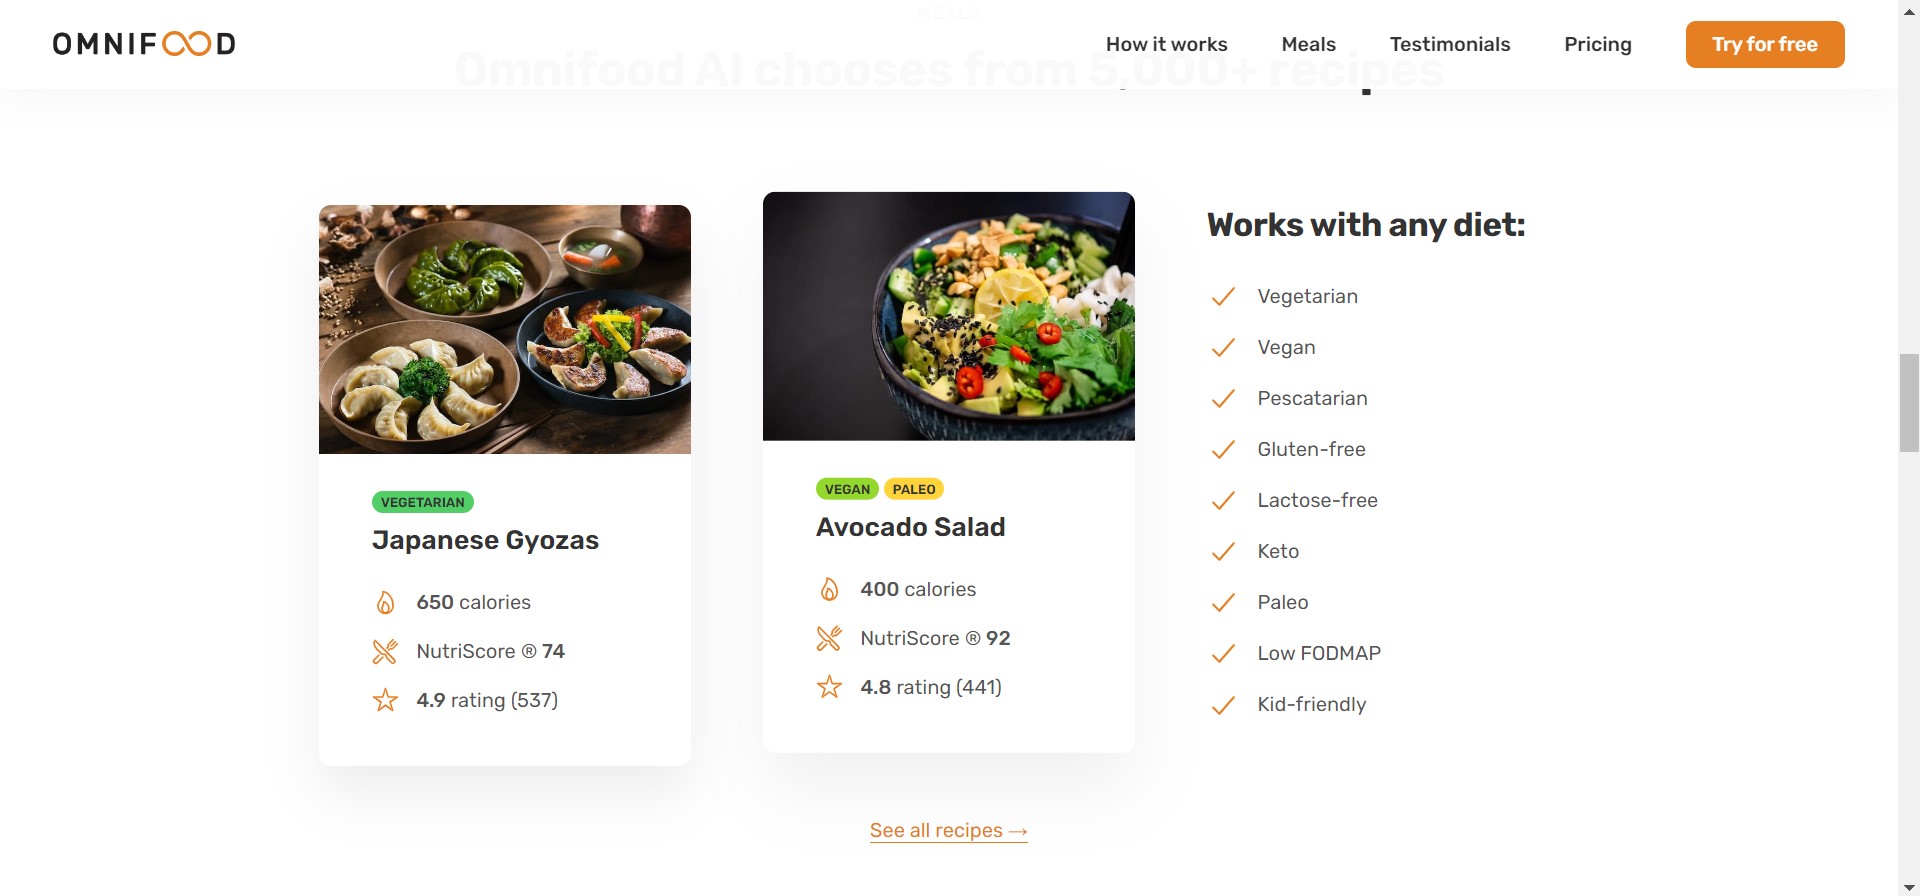 MEALS
OMNIFOOD
How it works
Meals
Testimonials
Pricing
Try for free
Omnifood AI chooses from 5,000+ recipes
VEGETARIAN
Japanese Gyozas
650 calories
NutriScore ® 74
4.9 rating (537)
VEGAN PALEO
Avocado Salad
400 calories
NutriScore ® 92
4.8 rating (441)
Works with any diet:
Vegetarian
Vegan
Pescatarian
Gluten-free
Lactose-free
Keto
Paleo
Low FODMAP
Kid-friendly
See all recipes →